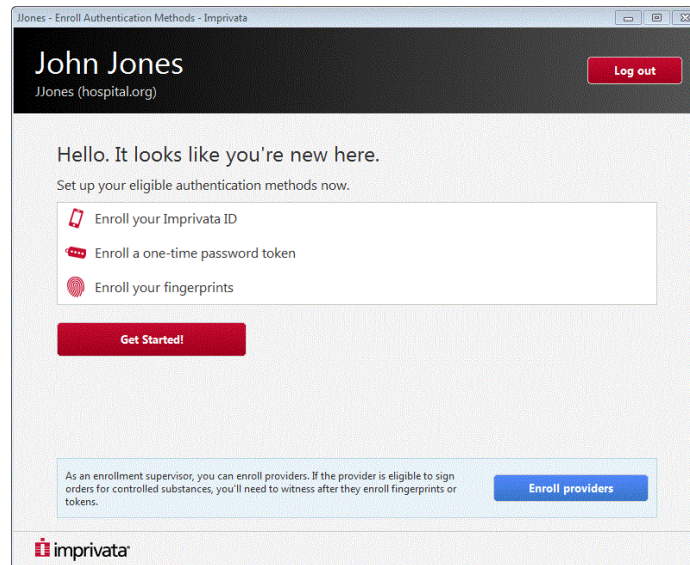 JJones - Enroll Authentication Methods - Imprivata
John Jones
JJones (hospital.org)
Log out
Hello. It looks like you're new here.
Set up your eligible authentication methods now.
Enroll your Imprivata ID
Enroll a one-time password token
Enroll your fingerprints
Get Started!
As an enrollment supervisor, you can enroll providers. If the provider is eligible to sign
orders for controlled substances, you'll need to witness after they enroll fingerprints or
tokens.
Enroll providers
imprivata